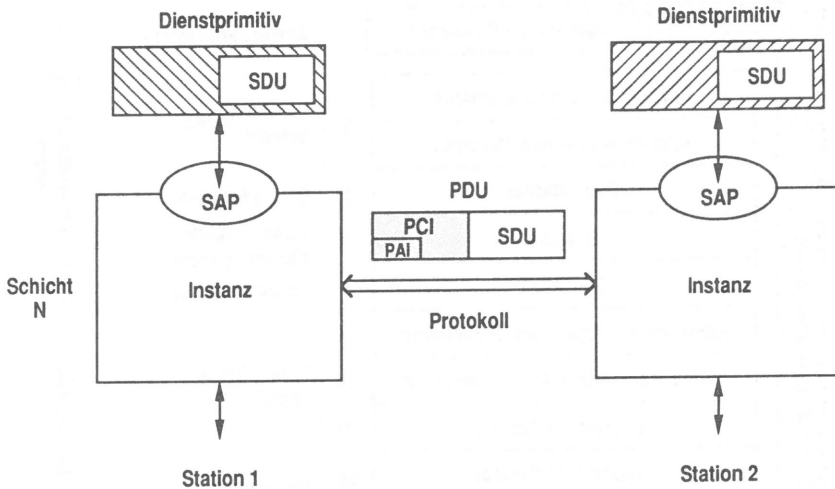 Dienstprimitiv
SDU
SAP
Dienstprimitiv
SDU
SAP
PDU
PCI
PAI
SDU
Schicht
N
Instanz
Protokoll
Instanz
Station 1
Station 2